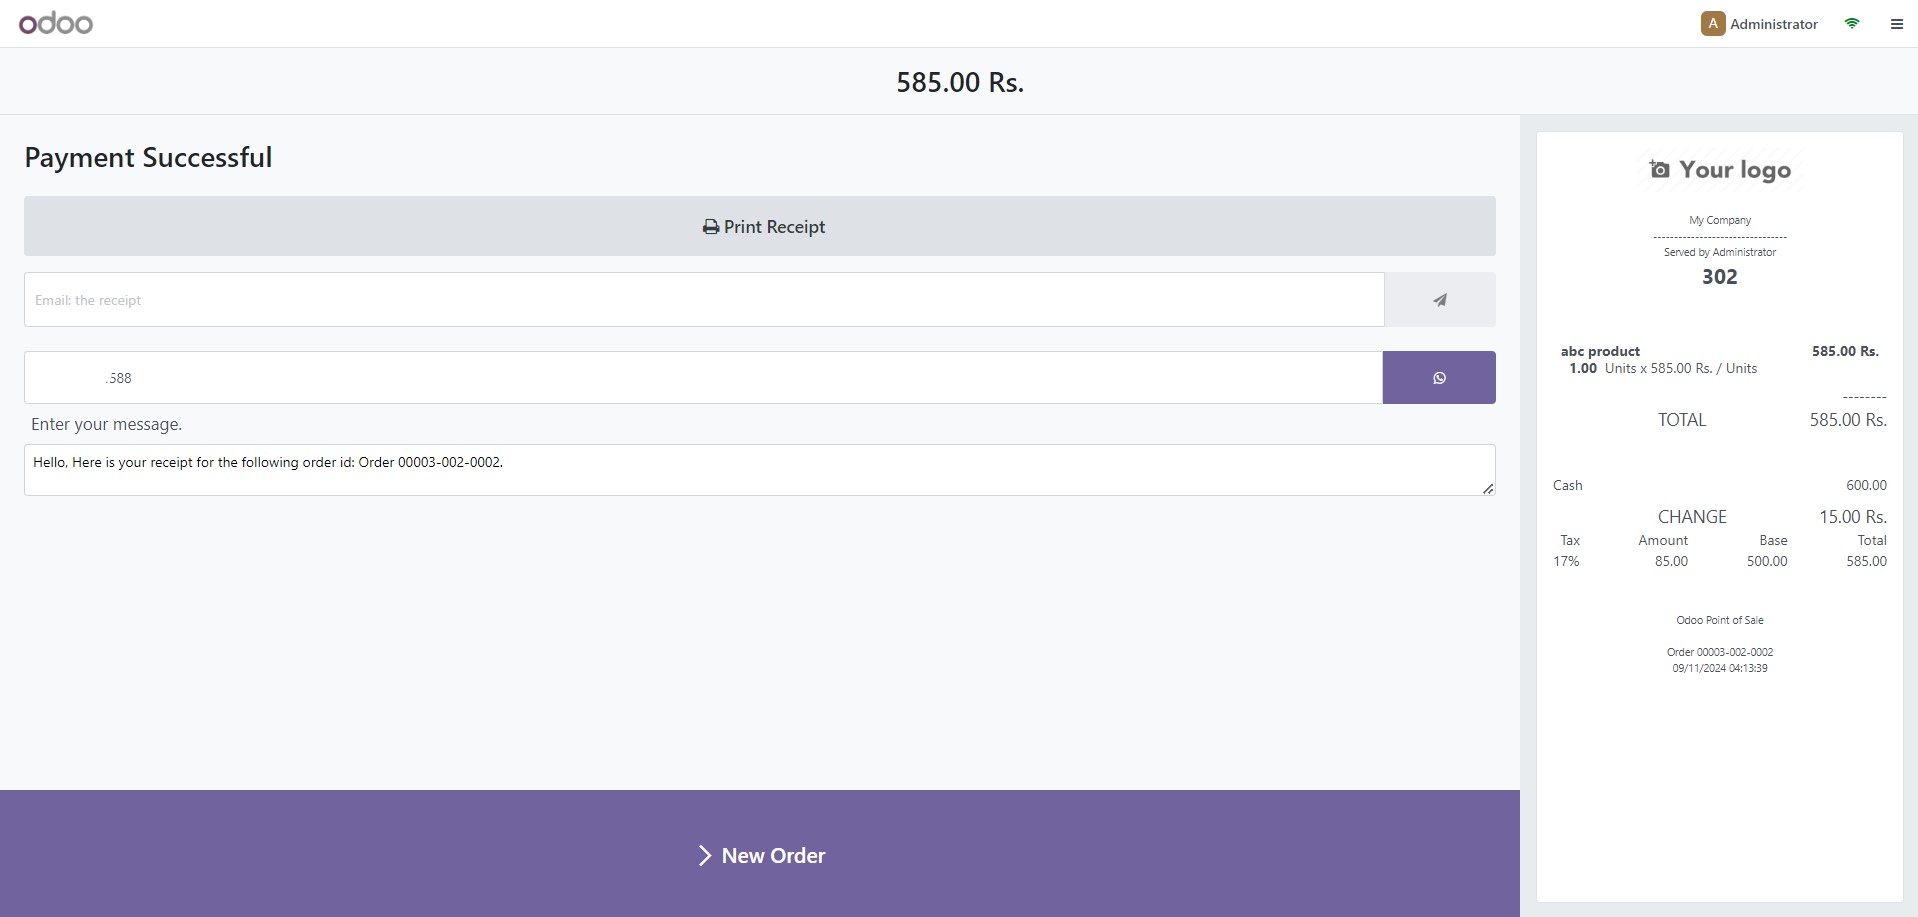 odoo
A Administrator
585.00 Rs.
Payment Successful
Print Receipt
Email: the receipt
.588
Enter your message.
Hello, Here is your receipt for the following order id: Order 00003-002-0002.
New Order
Your logo
My Company
--------------------------------
Served by Administrator
302
abc product 585.00 Rs.
1.00 Units x 585.00 Rs. / Units
--------
TOTAL 585.00 Rs.
Cash 600.00
CHANGE 15.00 Rs.
Tax Amount Base Total
17% 85.00 500.00 585.00
Odoo Point of Sale
Order 00003-002-0002
09/11/2024 04:13:39